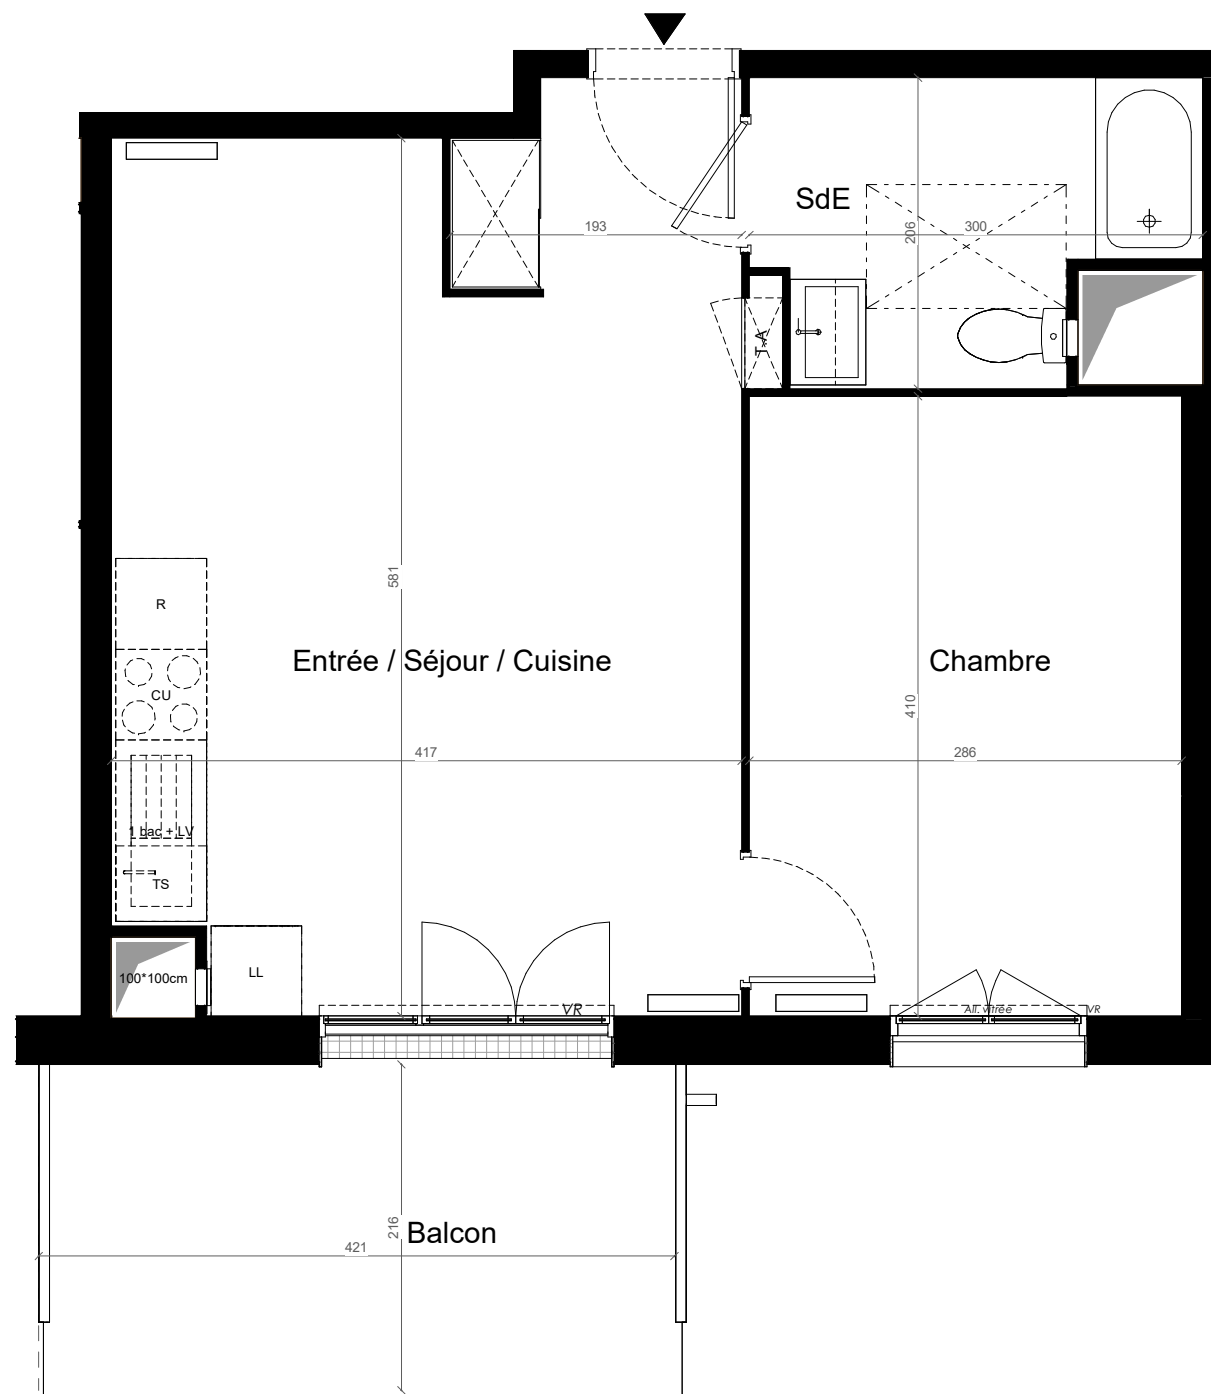 SdE
193
206
300
T A
581
R
Entrée / Séjour / Cuisine
Chambre
CU
410
417
286
1 bac + LV
TS
100*100cm
LL
VR
All. vitrée
VR
216
Balcon
421